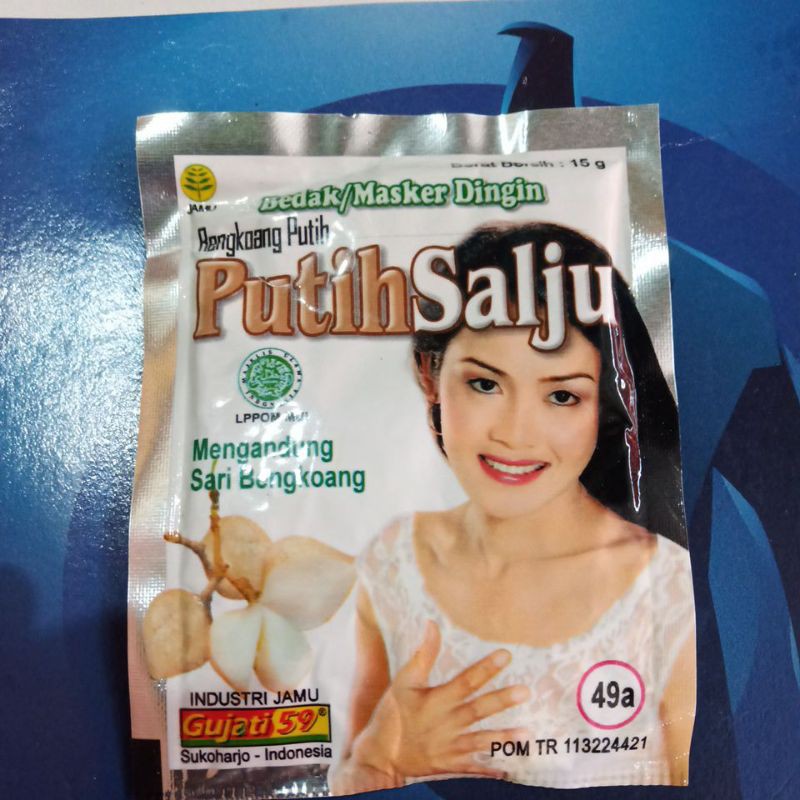 Berat Bersih : 15 g
JAMU
Bedak/Masker Dingin
Bengkoang Putih
PutihSalju
LPPOM MUI
Mengandung
Sari Bengkoang
INDUSTRI JAMU
Gujati 59®
Sukoharjo - Indonesia
49a
POM TR 113224421